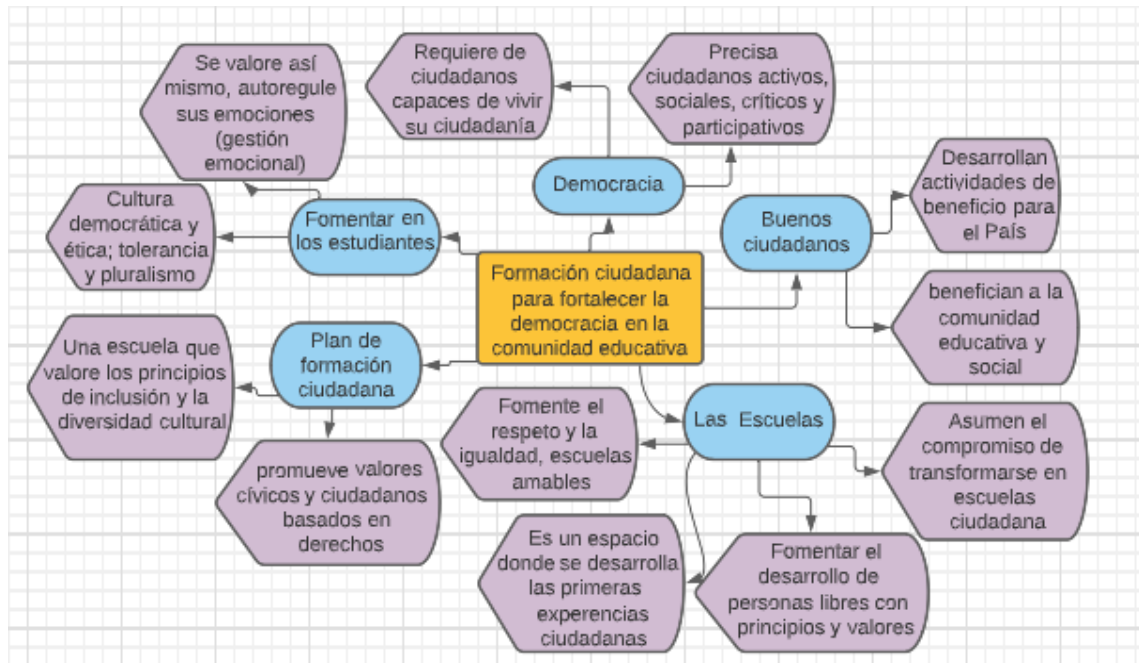 Requiere de
ciudadanos
capaces de vivir
su ciudadanía
Precisa
ciudadanos activos,
sociales, críticos y
participativos
Se valore así
mismo, autoregule
sus emociones
(gestión
emocional)
Democracia
Desarrollan
actividades de
beneficio para
el País
Cultura
democrática y
ética; tolerancia
y pluralismo
Fomentar en
los estudiantes
Buenos
ciudadanos
Formación ciudadana
para fortalecer la
democracia en la
comunidad educativa
benefician a la
comunidad
educativa y
social
Una escuela que
valore los principios
de inclusión y la
diversidad cultural
Plan de
formación
ciudadana
Fomente el
respeto y la
igualdad, escuelas
amables
Las Escuelas
Asumen el
compromiso de
transformarse en
escuelas
ciudadana
promueve valores
cívicos y ciudadanos
basados en
derechos
Es un espacio
donde se desarrolla
las primeras
experencias
ciudadanas
Fomentar el
desarrollo de
personas libres con
principios y valores